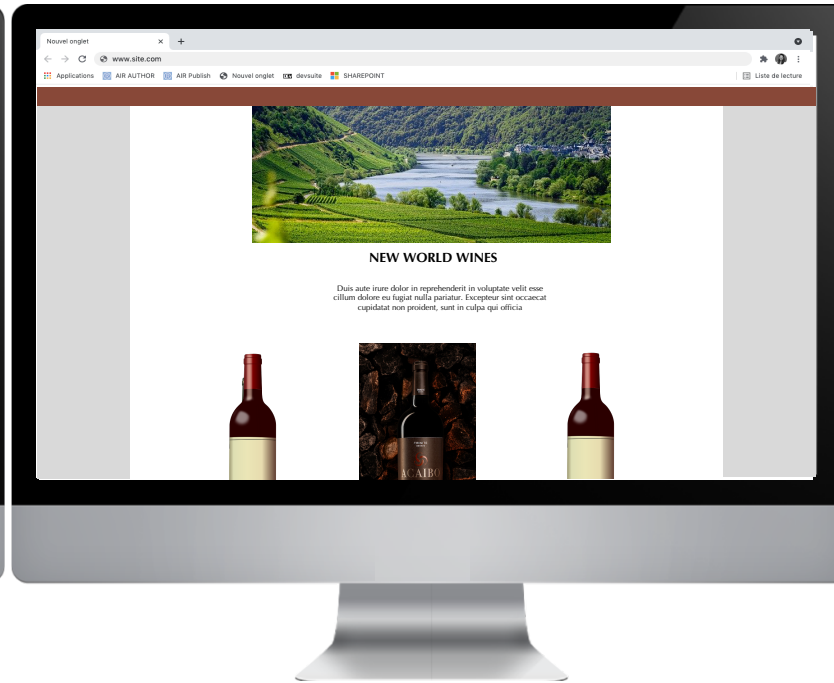 Nouvel onglet
www.site.com
Applications AIR AUTHOR AIR Publish Nouvel onglet devsuite SHAREPOINT Liste de lecture
NEW WORLD WINES
Duis aute irure dolor in reprehenderit in voluptate velit esse
cillum dolore eu fugiat nulla pariatur. Excepteur sint occaecat
cupidatat non proident, sunt in culpa qui officia
ACAIBO